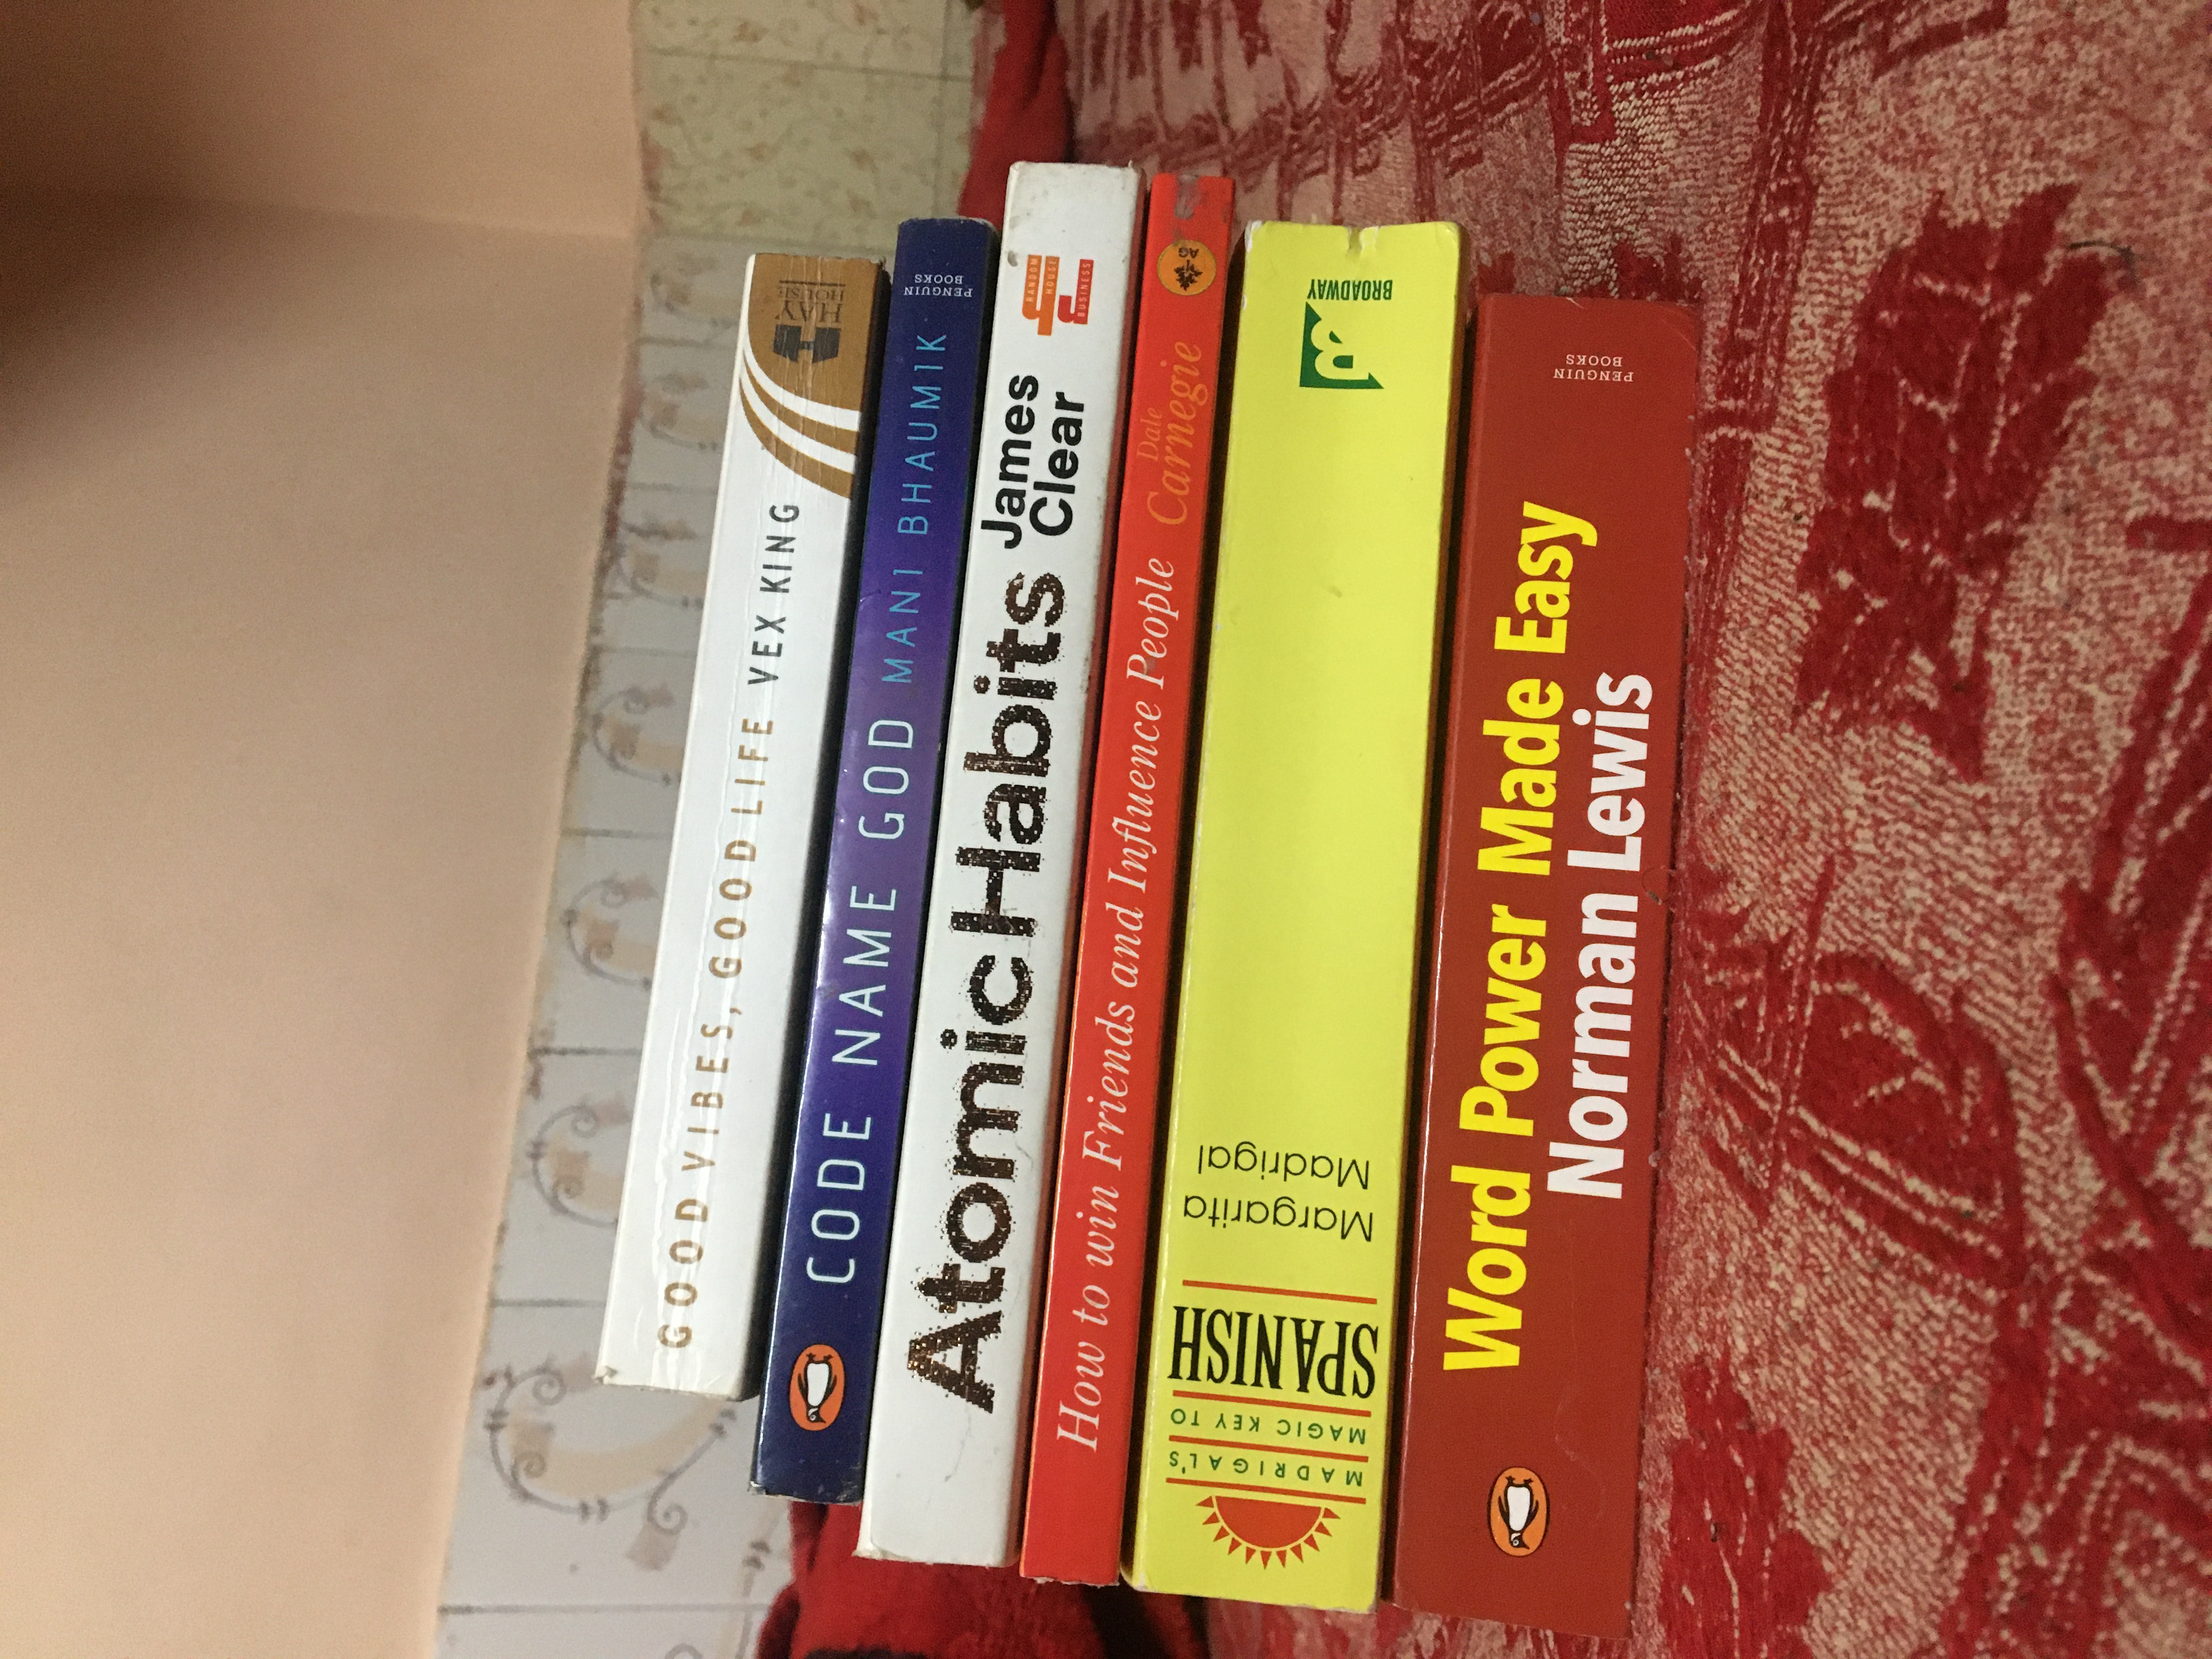 GOOD VIBES, GOOD LIFE VEX KING HAY HOUSE
CODE NAME GOD MANI BHAUMIK PENGUIN BOOKS
Atomic Habits James Clear RANDOM HOUSE BUSINESS
How to win Friends and Influence People Dale Carnegie AG
MADRIGAL'S
MAGIC KEY TO
SPANISH
Margarita
Madrigal
B
BROADWAY
Word Power Made Easy
Norman Lewis
PENGUIN
BOOKS